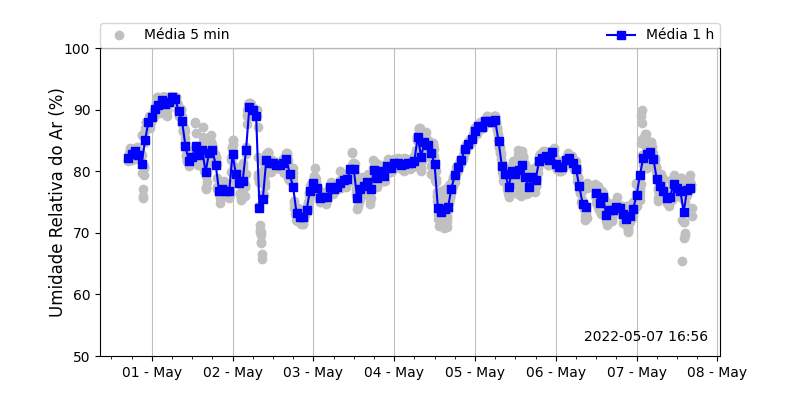 Média 5 min
Média 1 h
Umidade Relativa do Ar (%)
100
90
80
70
60
50
2022-05-07 16:56
01 - May
02 - May
03 - May
04 - May
05 - May
06 - May
07 - May
08 - May